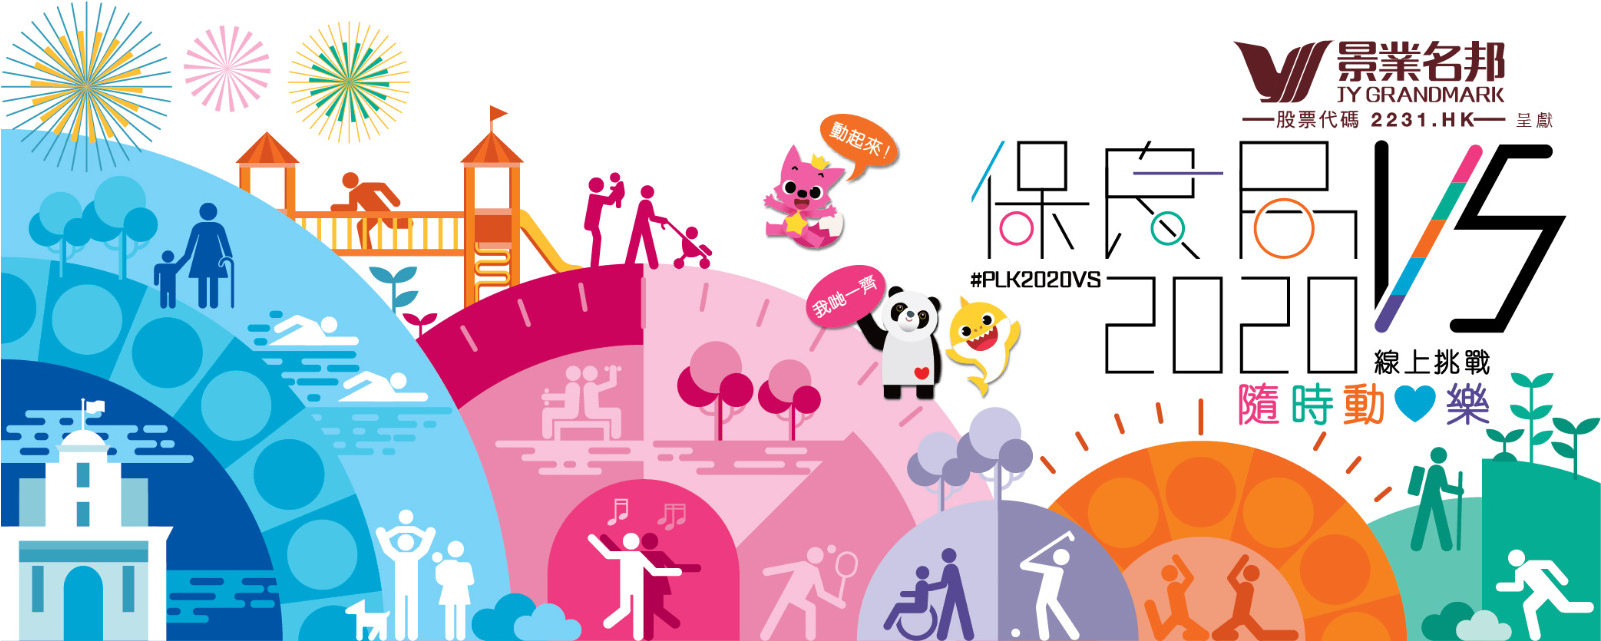 景業名邦
JY GRANDMARK
股票代碼 2231.HK 呈獻
動起來！
保良局VS
#PLK2020VS
2020
我哋一齊
線上挑戰
隨時動樂